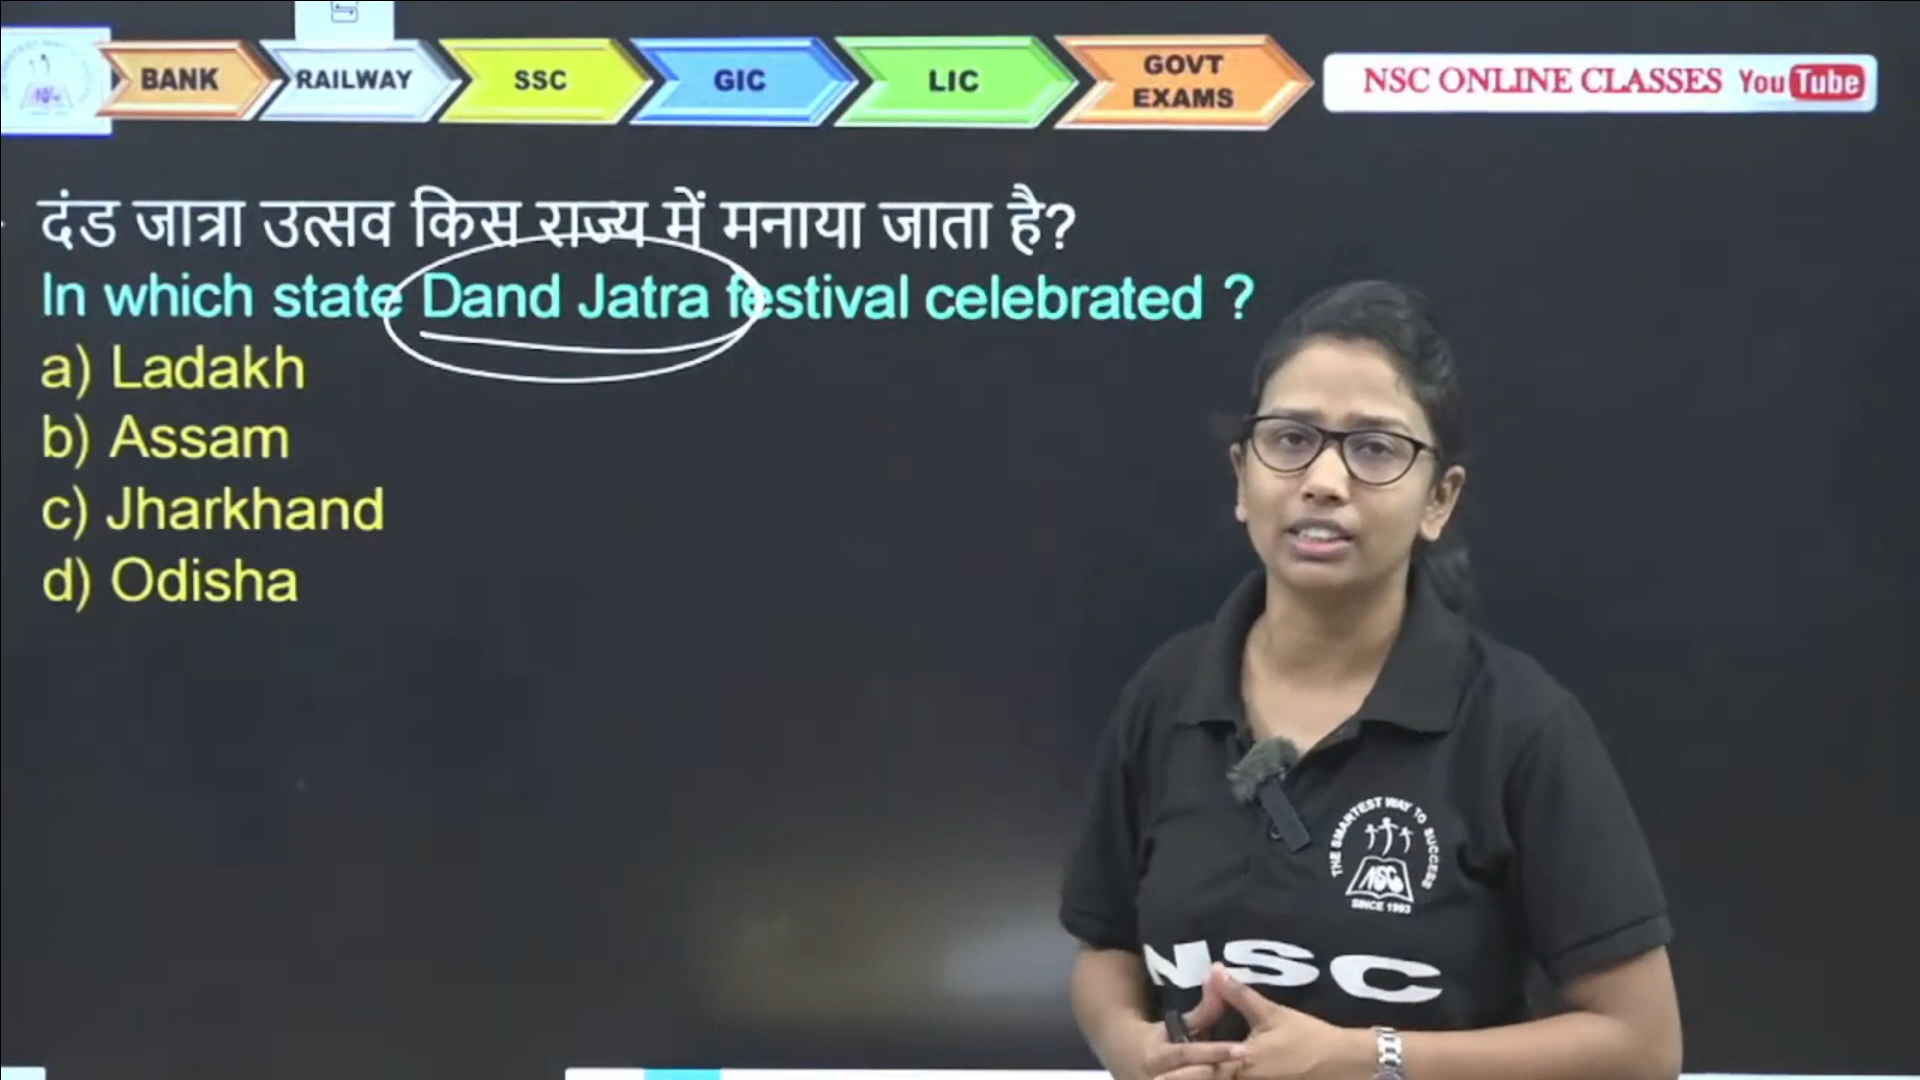 BANK
RAILWAY
SSC
GIC
LIC
GOVT
EXAMS
NSC ONLINE CLASSES YouTube
दंड जात्रा उत्सव किस राज्य में मनाया जाता है?
In which state Dand Jatra festival celebrated ?
a) Ladakh
b) Assam
c) Jharkhand
d) Odisha
THE SMARTEST WAY TO SUCCESS
NSC
SINCE 1993
NSC